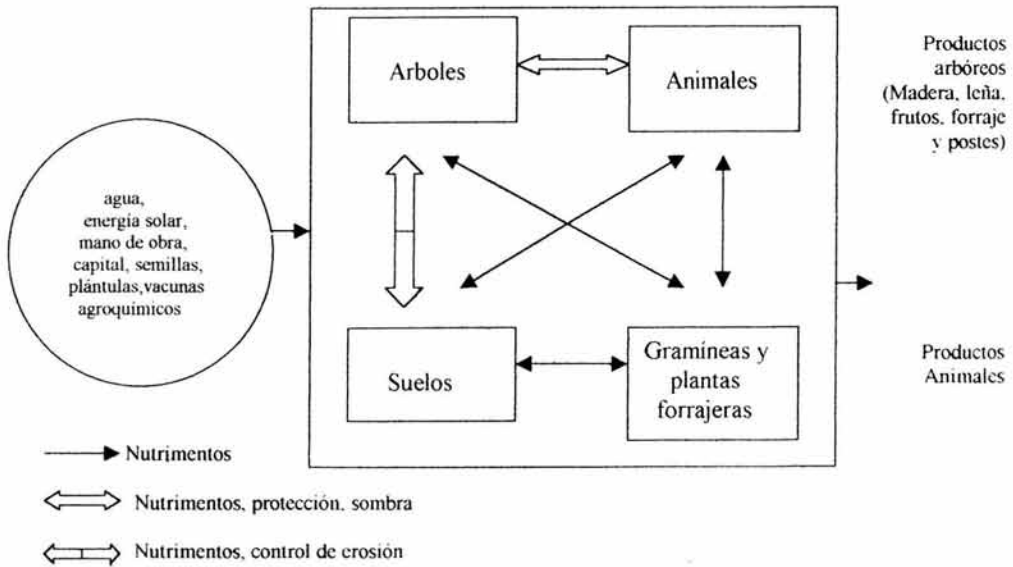 Arboles
Animales
Productos
arbóreos
(Madera, leña,
frutos, forraje
y postes)
agua,
energía solar,
mano de obra,
capital, semillas,
plántulas,vacunas
agroquímicos
Suelos
Gramíneas y
plantas
forrajeras
Productos
Animales
Nutrimentos
Nutrimentos, protección, sombra
Nutrimentos, control de erosión